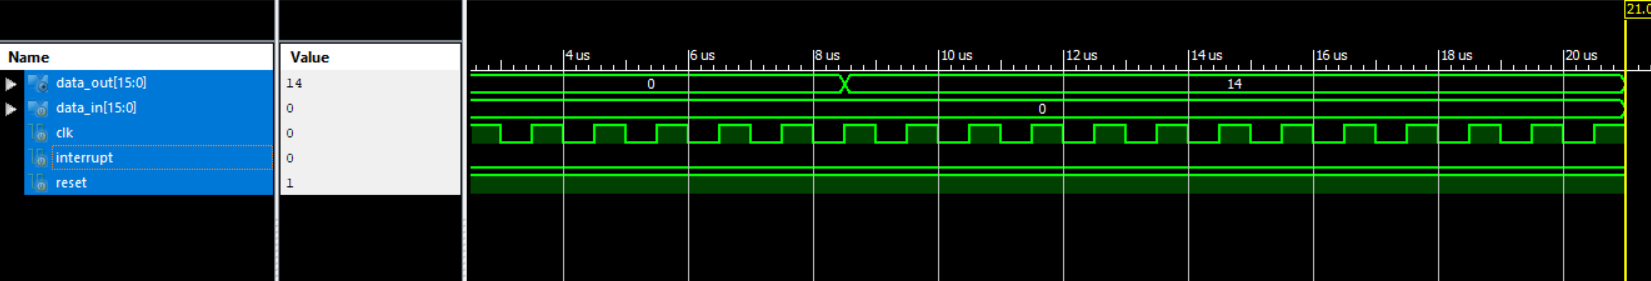 21.0
Name Value 4 us 6 us 8 us 10 us 12 us 14 us 16 us 18 us 20 us
data_out[15:0] 14 0 14
data_in[15:0] 0 0
clk 0
interrupt 0
reset 1